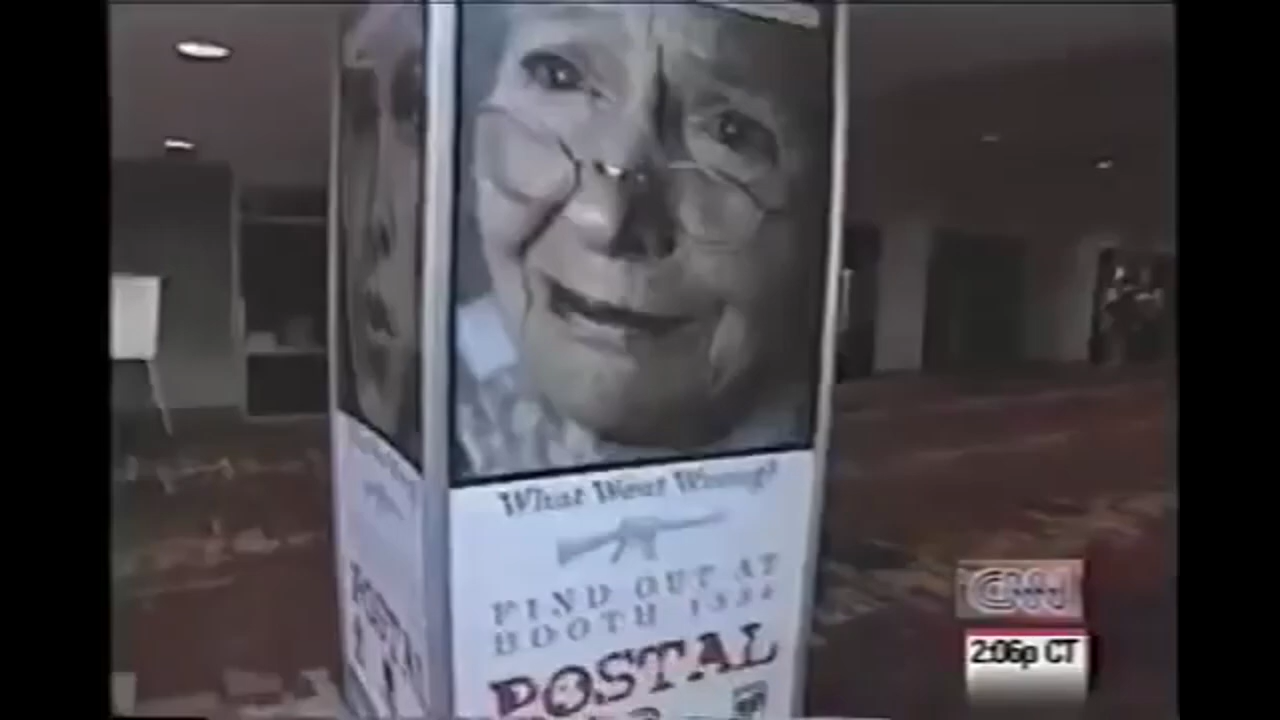 What Went Wrong?
FIND OUT AT
BOOTH
POSTAL
CNN
2:06p CT